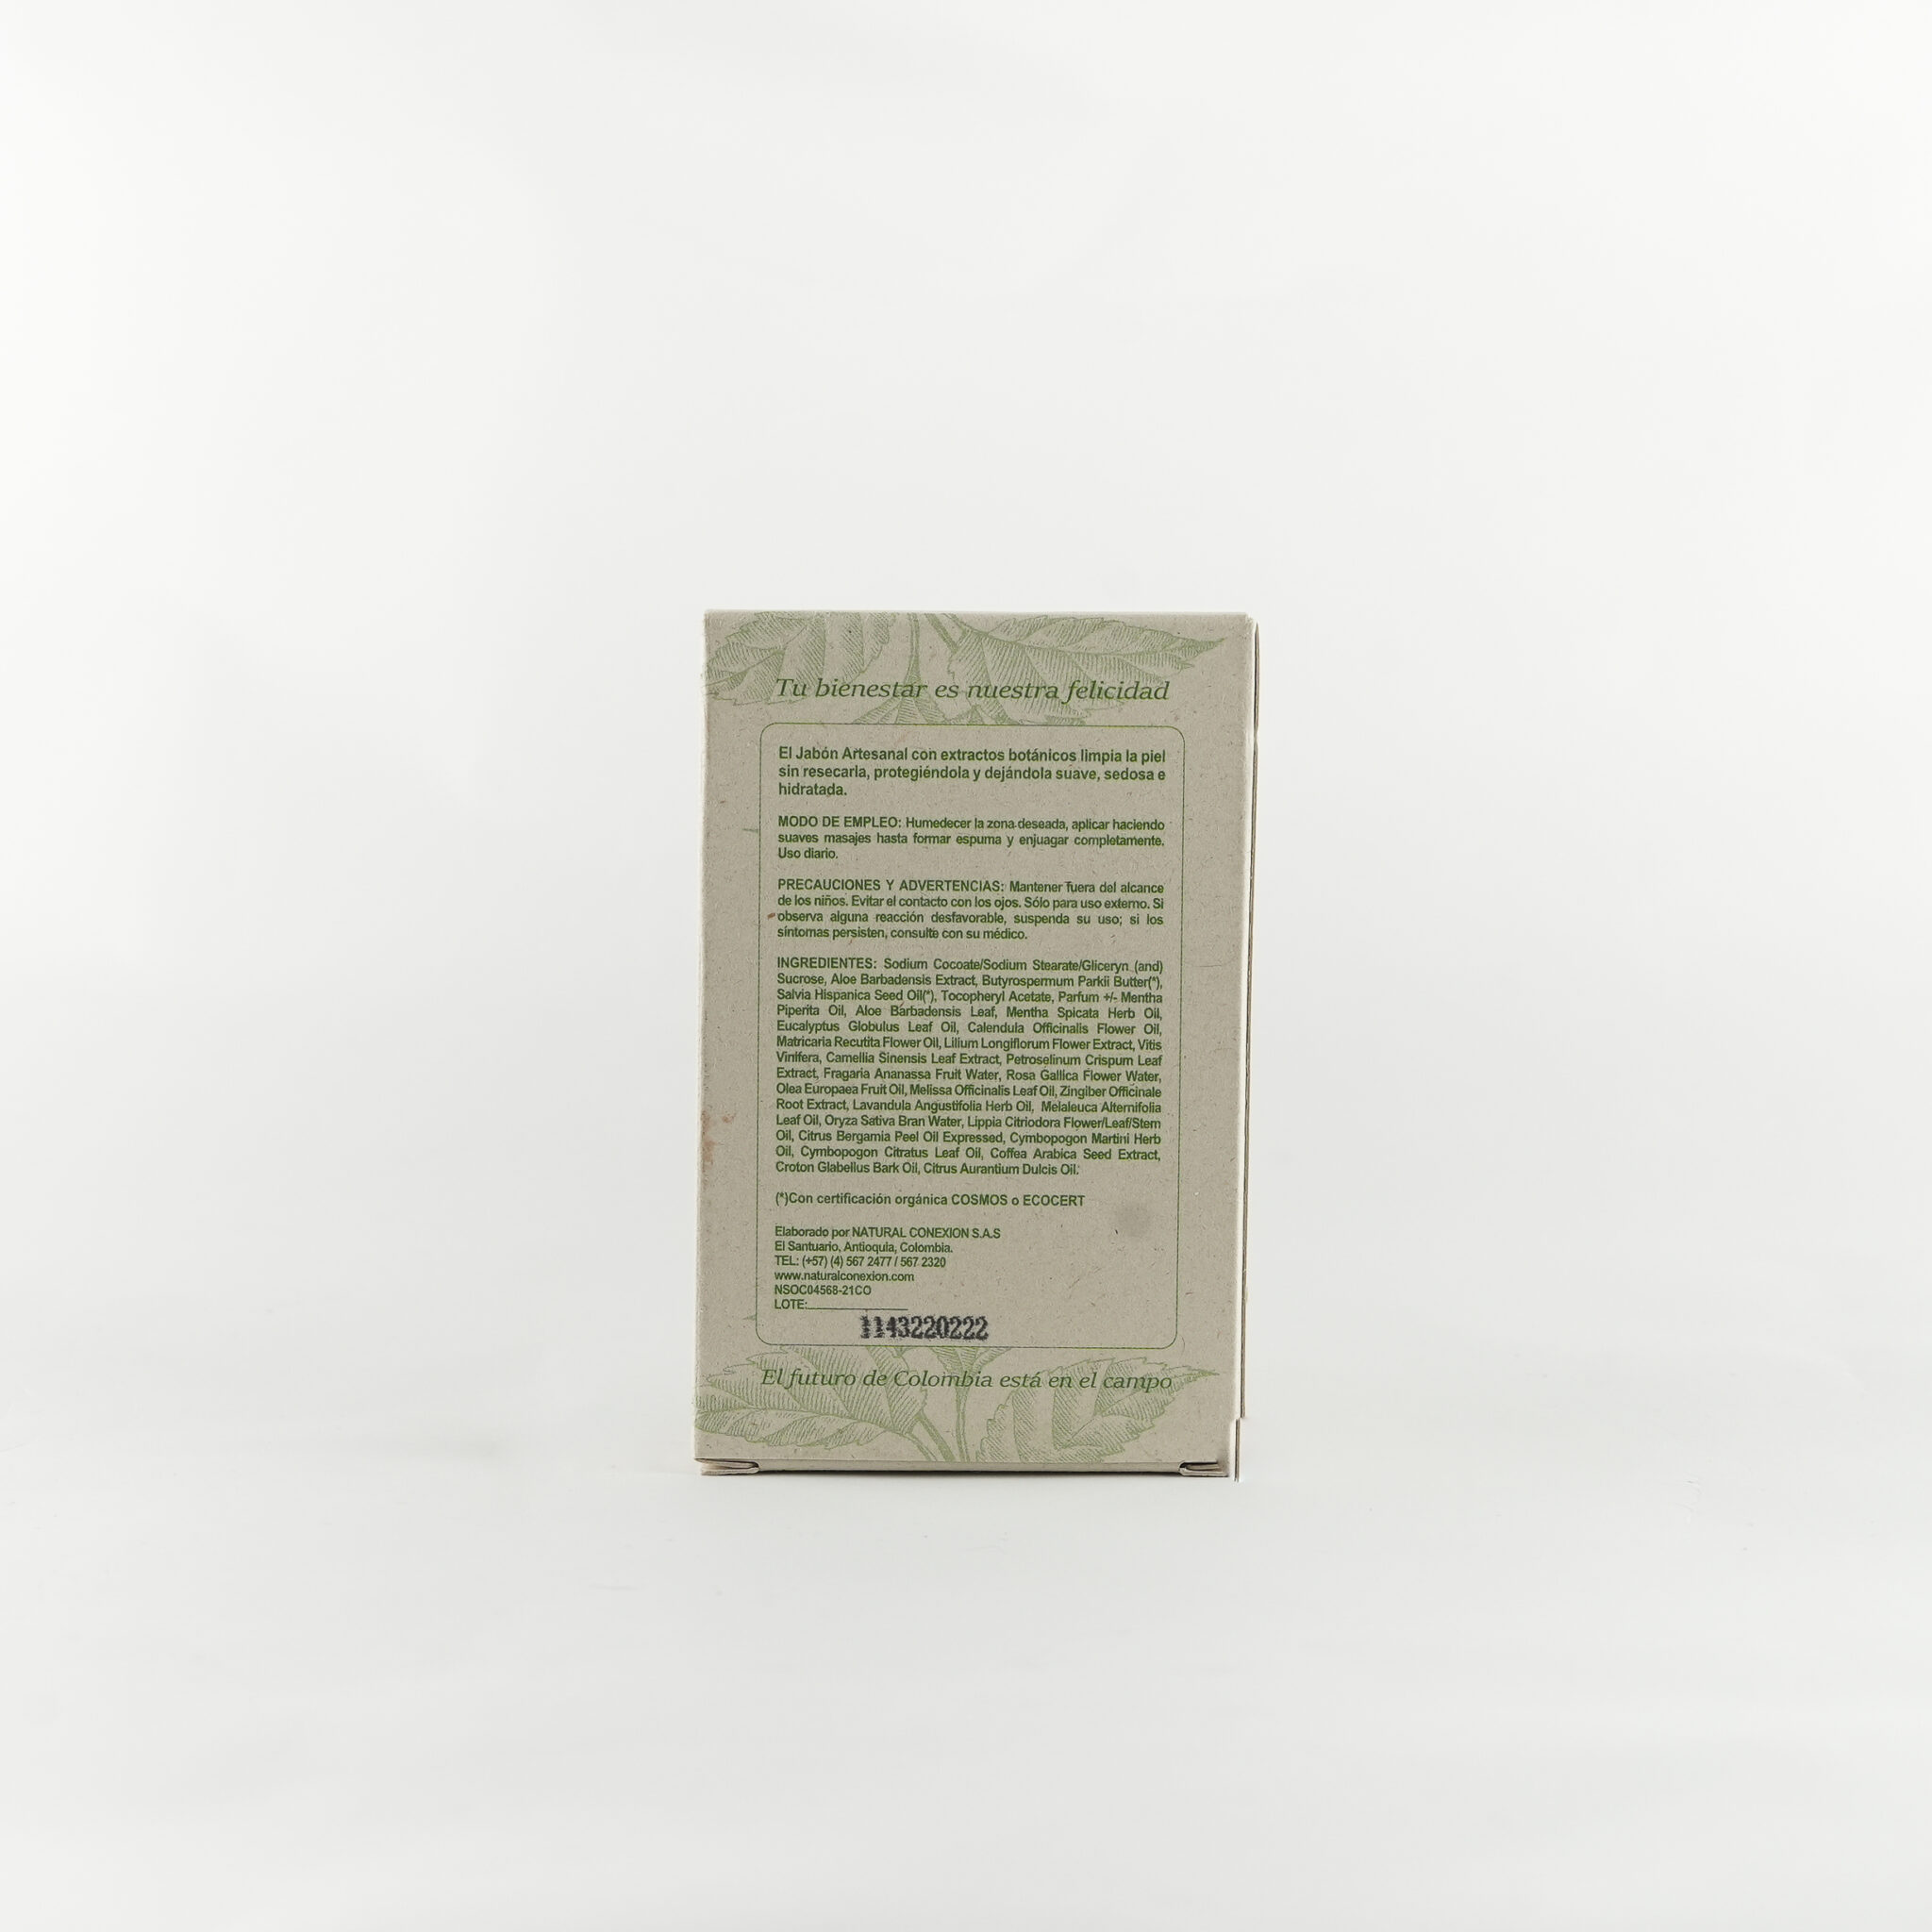 Tu bienestar es nuestra felicidad
El Jabón Artesanal con extractos botánicos limpia la piel
sin resecarla, protegiéndola y dejándola suave, sedosa e
hidratada.
MODO DE EMPLEO: Humedecer la zona deseada, aplicar haciendo
suaves masajes hasta formar espuma y enjuagar completamente.
Uso diario.
PRECAUCIONES Y ADVERTENCIAS: Mantener fuera del alcance
de los niños. Evitar el contacto con los ojos. Sólo para uso externo. Si
observa alguna reacción desfavorable, suspenda su uso; si los
síntomas persisten, consulte con su médico.
INGREDIENTES: Sodium Cocoate/Sodium Stearate/Gliceryn (and)
Sucrose, Aloe Barbadensis Extract, Butyrospermum Parkii Butter(*),
Salvia Hispanica Seed Oil(*), Tocopheryl Acetate, Parfum +/- Mentha
Piperita Oil, Aloe Barbadensis Leaf, Mentha Spicata Herb Oil,
Eucalyptus Globulus Leaf Oil, Calendula Officinalis Flower Oil,
Matricaria Recutita Flower Oil, Lilium Longiflorum Flower Extract, Vitis
Vinifera, Camellia Sinensis Leaf Extract, Petroselinum Crispum Leaf
Extract, Fragaria Ananassa Fruit Water, Rosa Gallica Flower Water,
Olea Europaea Fruit Oil, Melissa Officinalis Leaf Oil, Zingiber Officinale
Root Extract, Lavandula Angustifolia Herb Oil, Melaleuca Alternifolia
Leaf Oil, Oryza Sativa Bran Water, Lippia Citriodora Flower/Leaf/Stem
Oil, Citrus Bergamia Peel Oil Expressed, Cymbopogon Martini Herb
Oil, Cymbopogon Citratus Leaf Oil, Coffea Arabica Seed Extract,
Croton Glabellus Bark Oil, Citrus Aurantium Dulcis Oil.
(*)Con certificación orgánica COSMOS o ECOCERT
Elaborado por NATURAL CONEXION S.A.S
El Santuario, Antioquia, Colombia.
TEL: (+57) (4) 567 2477 / 567 2320
www.naturalconexion.com
NSOC04568-21CO
LOTE:
1143220222
El futuro de Colombia está en el campo